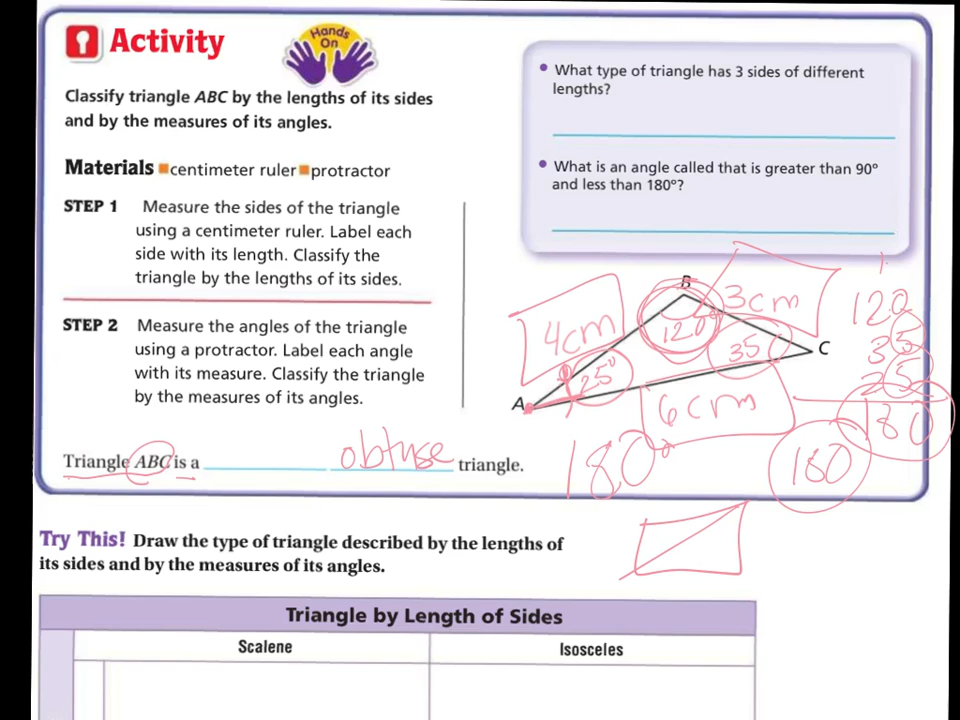 Activity
Hands
On
Classify triangle ABC by the lengths of its sides
and by the measures of its angles.
Materials ■centimeter ruler ■protractor
STEP 1 Measure the sides of the triangle
using a centimeter ruler. Label each
side with its length. Classify the
triangle by the lengths of its sides.
STEP 2 Measure the angles of the triangle
using a protractor. Label each angle
with its measure. Classify the triangle
by the measures of its angles.
• What type of triangle has 3 sides of different
lengths?
• What is an angle called that is greater than 90º
and less than 180º?
B
4cm
120°
3cm
35°
C
25°
A
6cm
180°
120
35
25
180
180
Triangle ABC is a obtuse triangle.
Try This! Draw the type of triangle described by the lengths of
its sides and by the measures of its angles.
Triangle by Length of Sides
Scalene
Isosceles